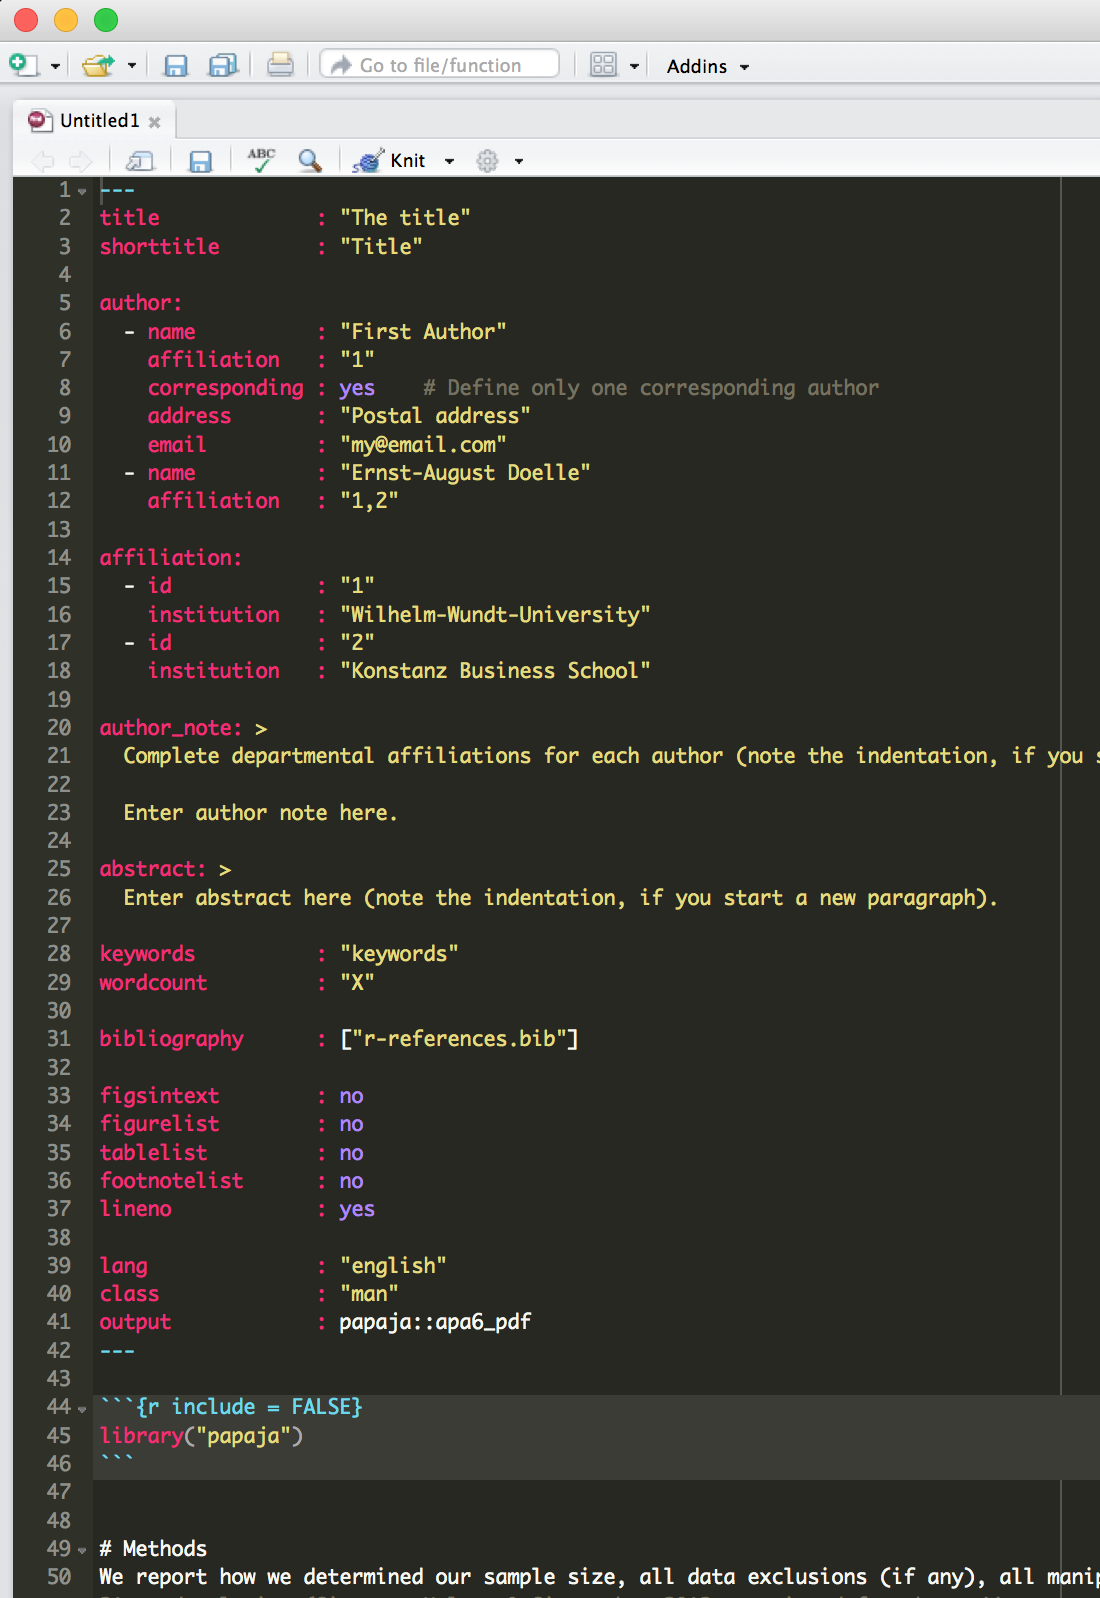 Go to file/function
Addins
Untitled1
ABC
Knit
1 ---
2 title : "The title"
3 shorttitle : "Title"
4
5 author:
6 - name : "First Author"
7 affiliation : "1"
8 corresponding : yes # Define only one corresponding author
9 address : "Postal address"
10 email : "my@email.com"
11 - name : "Ernst-August Doelle"
12 affiliation : "1,2"
13
14 affiliation:
15 - id : "1"
16 institution : "Wilhelm-Wundt-University"
17 - id : "2"
18 institution : "Konstanz Business School"
19
20 author_note: >
21 Complete departmental affiliations for each author (note the indentation, if you s
22
23 Enter author note here.
24
25 abstract: >
26 Enter abstract here (note the indentation, if you start a new paragraph).
27
28 keywords : "keywords"
29 wordcount : "X"
30
31 bibliography : ["r-references.bib"]
32
33 figsintext : no
34 figurelist : no
35 tablelist : no
36 footnotelist : no
37 lineno : yes
38
39 lang : "english"
40 class : "man"
41 output : papaja::apa6_pdf
42 ---
43
44 ```{r include = FALSE}
45 library("papaja")
46 ```
47
48
49 # Methods
50 We report how we determined our sample size, all data exclusions (if any), all manip